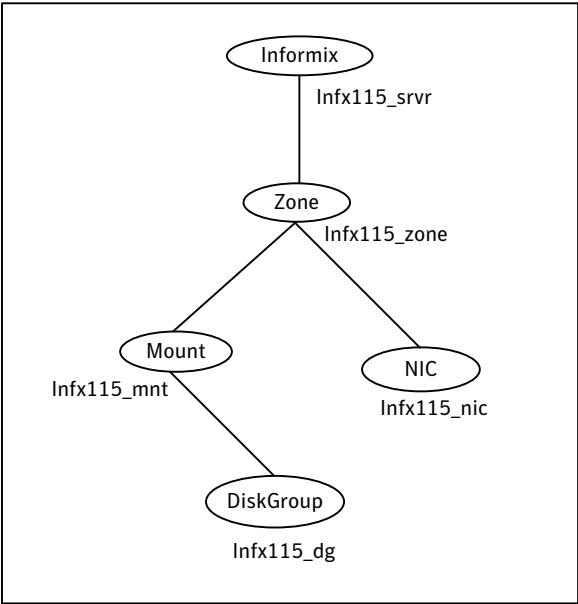 Informix
Infx115_srvr
Zone
Infx115_zone
Mount
Infx115_mnt
NIC
Infx115_nic
DiskGroup
Infx115_dg